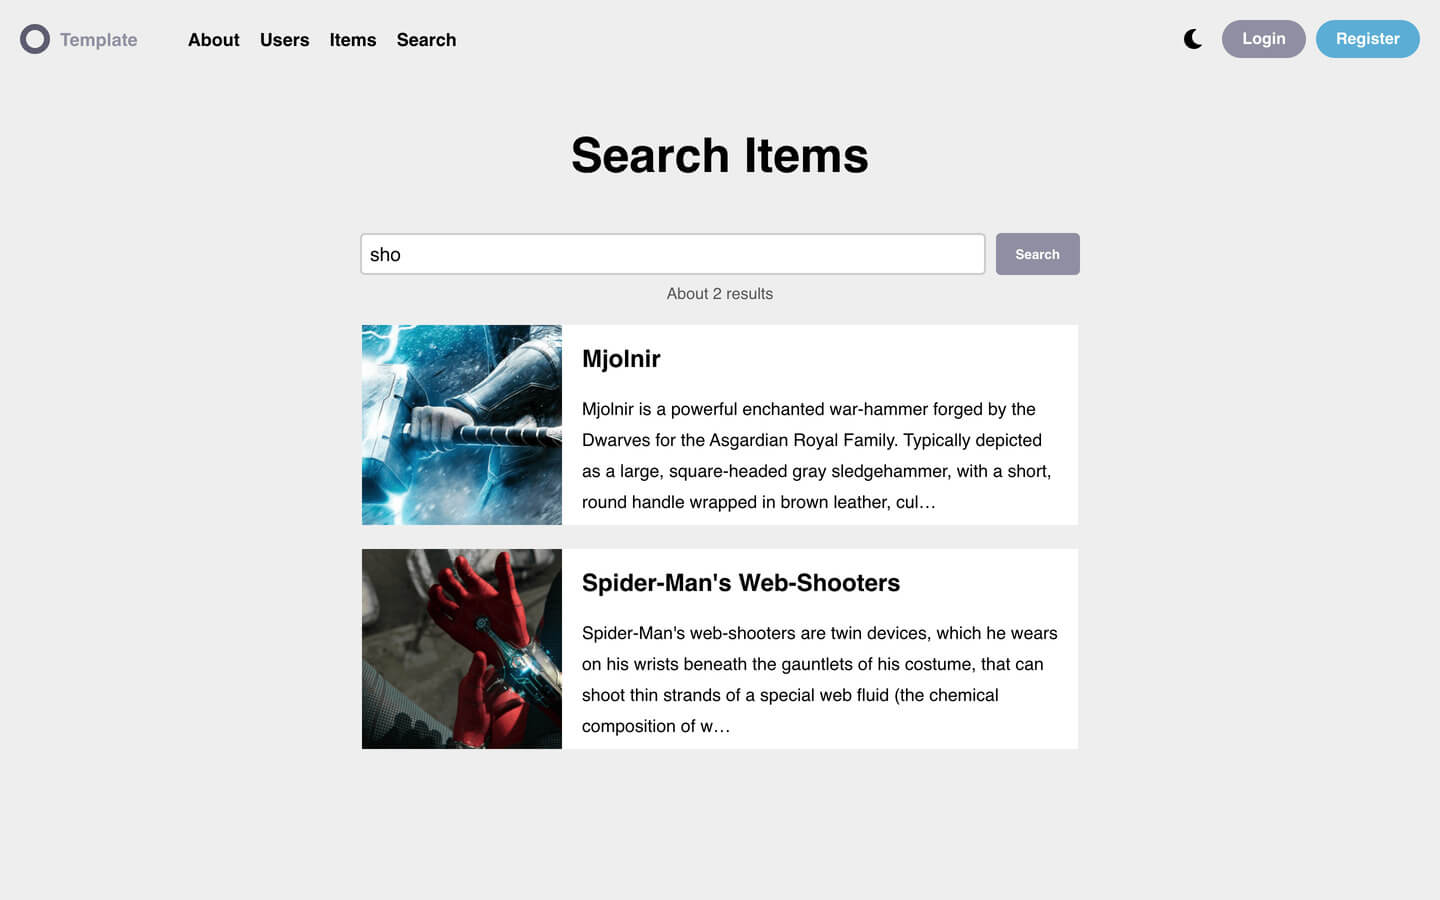 Template
About
Users
Items
Search
Login
Register
Search Items
sho
Search
About 2 results
Mjolnir
Mjolnir is a powerful enchanted war-hammer forged by the
Dwarves for the Asgardian Royal Family. Typically depicted
as a large, square-headed gray sledgehammer, with a short,
round handle wrapped in brown leather, cul…
Spider-Man's Web-Shooters
Spider-Man's web-shooters are twin devices, which he wears
on his wrists beneath the gauntlets of his costume, that can
shoot thin strands of a special web fluid (the chemical
composition of w…